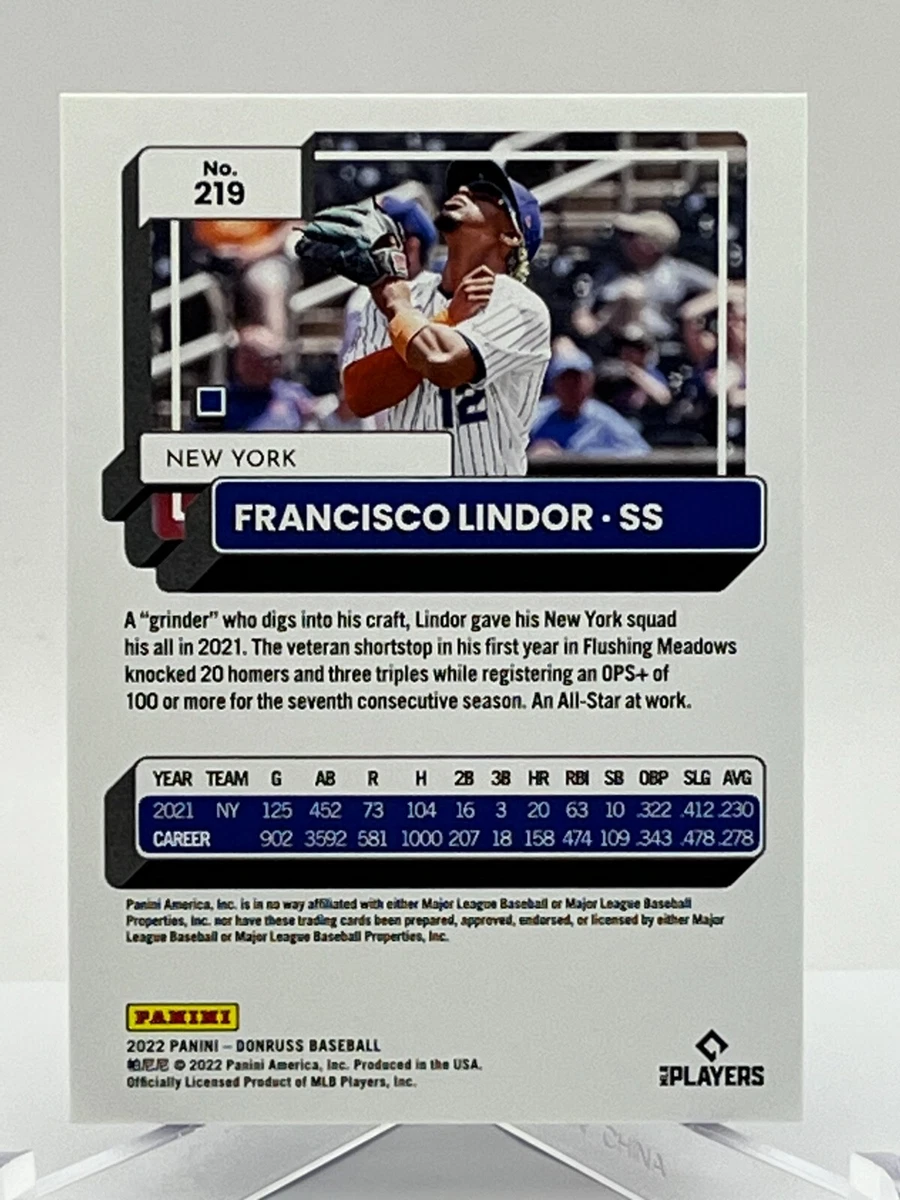 No.
219
12
NEW YORK
FRANCISCO LINDOR · SS
A “grinder” who digs into his craft, Lindor gave his New York squad
his all in 2021. The veteran shortstop in his first year in Flushing Meadows
knocked 20 homers and three triples while registering an OPS+ of
100 or more for the seventh consecutive season. An All-Star at work.
YEAR TEAM G AB R H 2B 3B HR RBI SB OBP SLG AVG
2021 NY 125 452 73 104 16 3 20 63 10 .322 .412 .230
CAREER 902 3592 581 1000 207 18 158 474 109 .343 .478 .278
Panini America, Inc. is in no way affiliated with either Major League Baseball or Major League Baseball
Properties, Inc. nor have these trading cards been prepared, approved, endorsed, or licensed by either Major
League Baseball or Major League Baseball Properties, Inc.
PANINI
2022 PANINI – DONRUSS BASEBALL
帕尼尼 © 2022 Panini America, Inc. Produced in the USA.
Officially Licensed Product of MLB Players, Inc.
MLB PLAYERS
CHINA